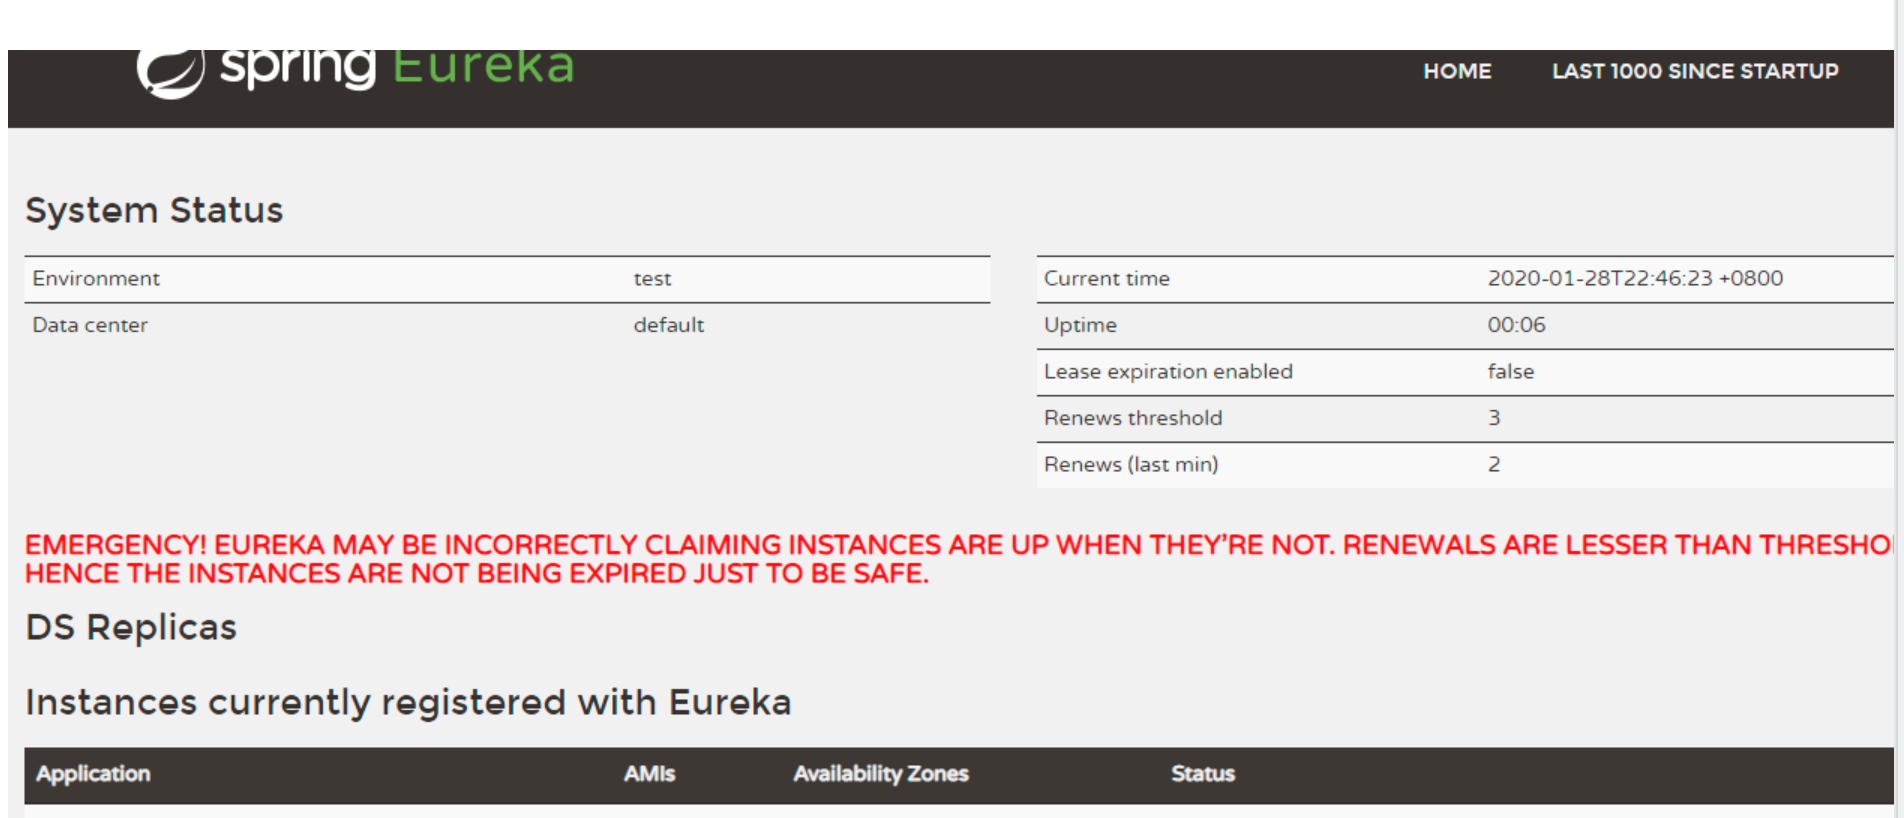 spring Eureka
HOME LAST 1000 SINCE STARTUP
System Status
Environment test
Data center default
Current time 2020-01-28T22:46:23 +0800
Uptime 00:06
Lease expiration enabled false
Renews threshold 3
Renews (last min) 2
EMERGENCY! EUREKA MAY BE INCORRECTLY CLAIMING INSTANCES ARE UP WHEN THEY'RE NOT. RENEWALS ARE LESSER THAN
HENCE THE INSTANCES ARE NOT BEING EXPIRED JUST TO BE SAFE.
DS Replicas
Instances currently registered with Eureka
Application AMIs Availability Zones Status